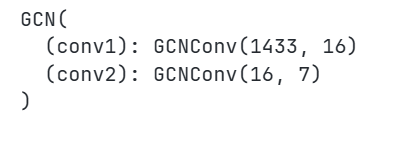 GCN(
  (conv1): GCNConv(1433, 16)
  (conv2): GCNConv(16, 7)
)